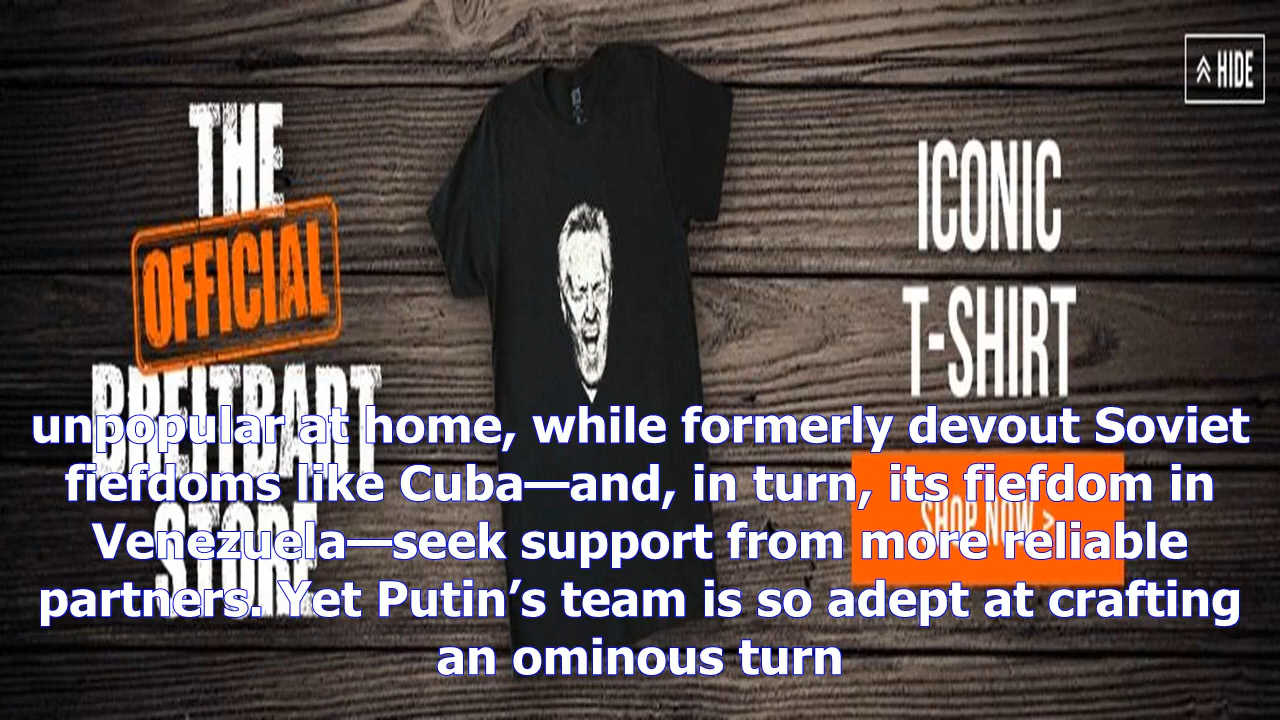 HIDE
THE
OFFICIAL
BREITBART
STORE
ICONIC
T-SHIRT
SHOP NOW >
unpopular at home, while formerly devout Soviet
fiefdoms like Cuba—and, in turn, its fiefdom in
Venezuela—seek support from more reliable
partners. Yet Putin’s team is so adept at crafting
an ominous turn